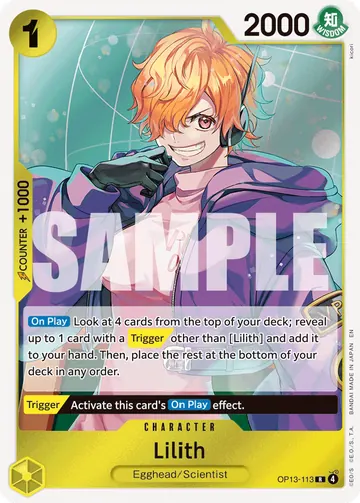 1
2000
知
WISDOM
kicori
COUNTER +1000
SAMPLE
On Play Look at 4 cards from the top of your deck; reveal
up to 1 card with a Trigger other than [Lilith] and add it
to your hand. Then, place the rest at the bottom of your
deck in any order.
Trigger Activate this card's On Play effect.
CHARACTER
Lilith
Egghead/Scientist
OP13-113 R 4
©E.O./S. ©E.O./S., T.A. BANDAI MADE IN JAPAN EN